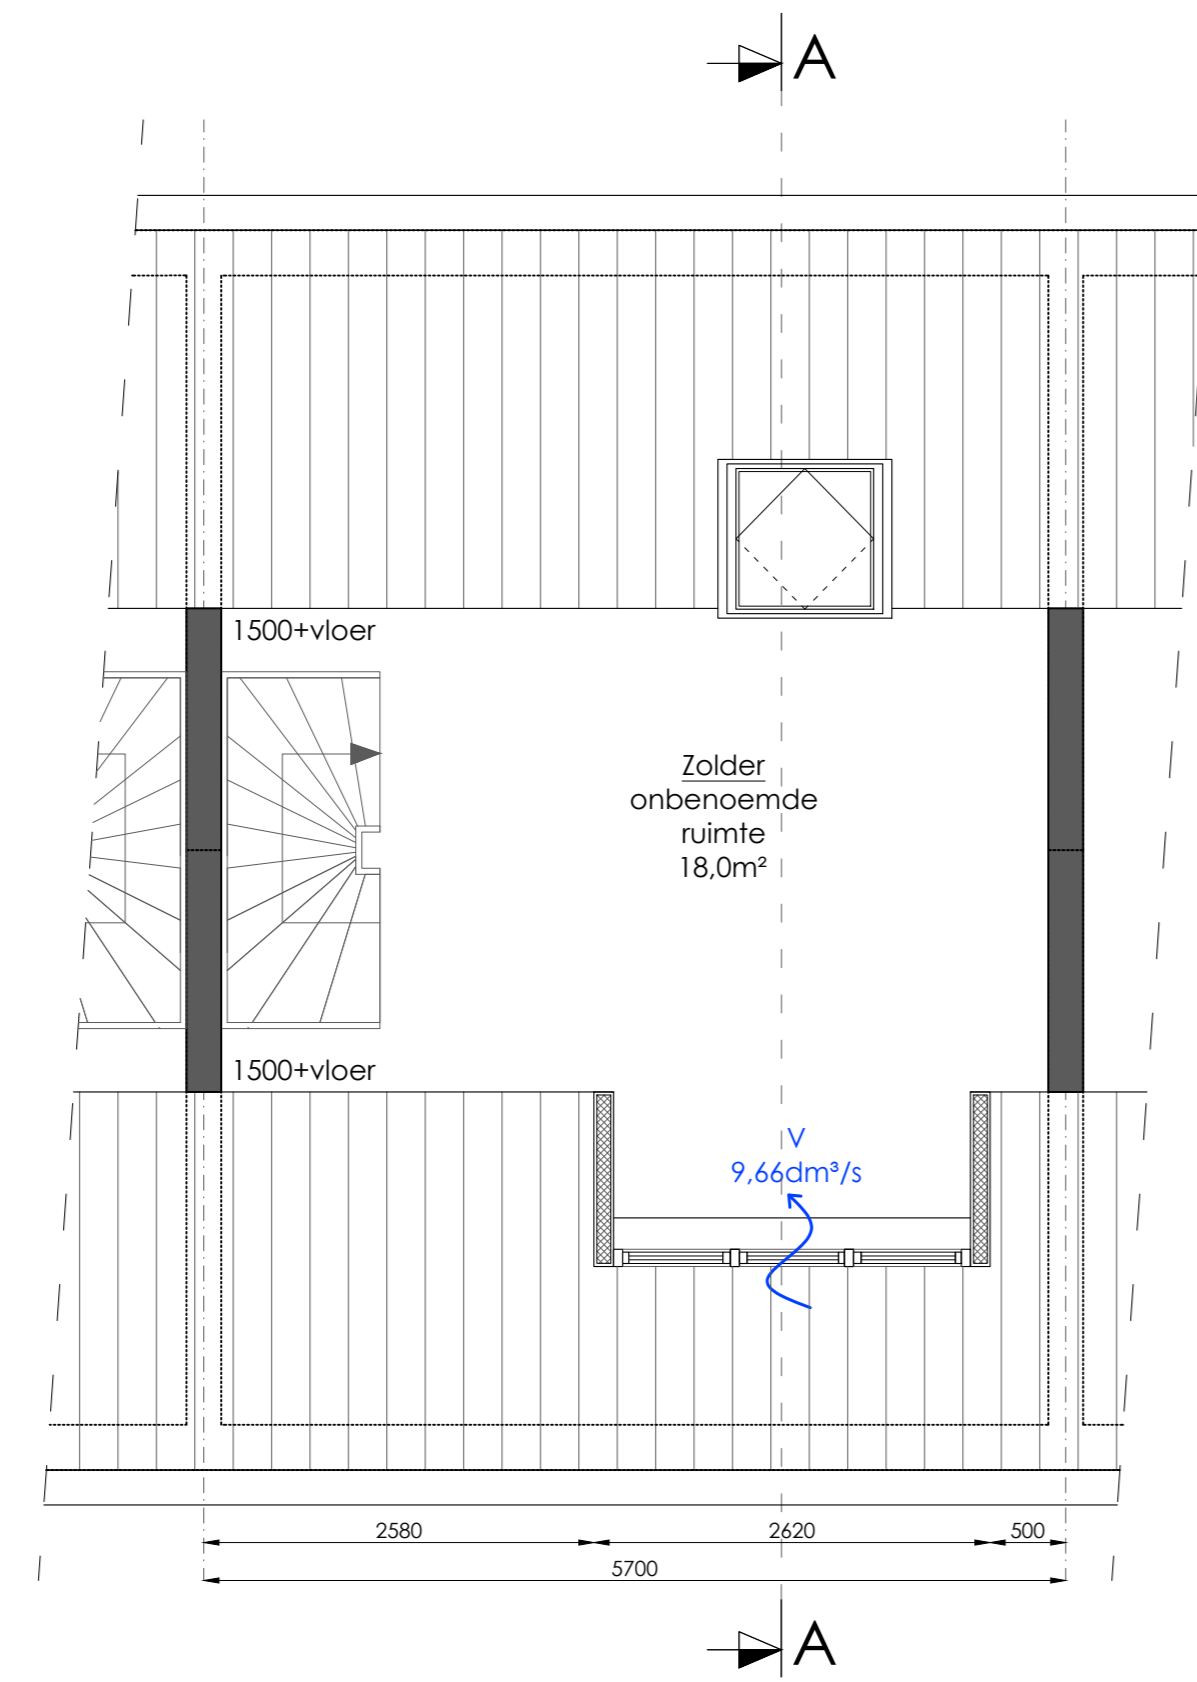 A
1500+vloer
Zolder
onbenoemde
ruimte
18,0m²
1500+vloer
V
9,66dm³/s
2580
2620
500
5700
A